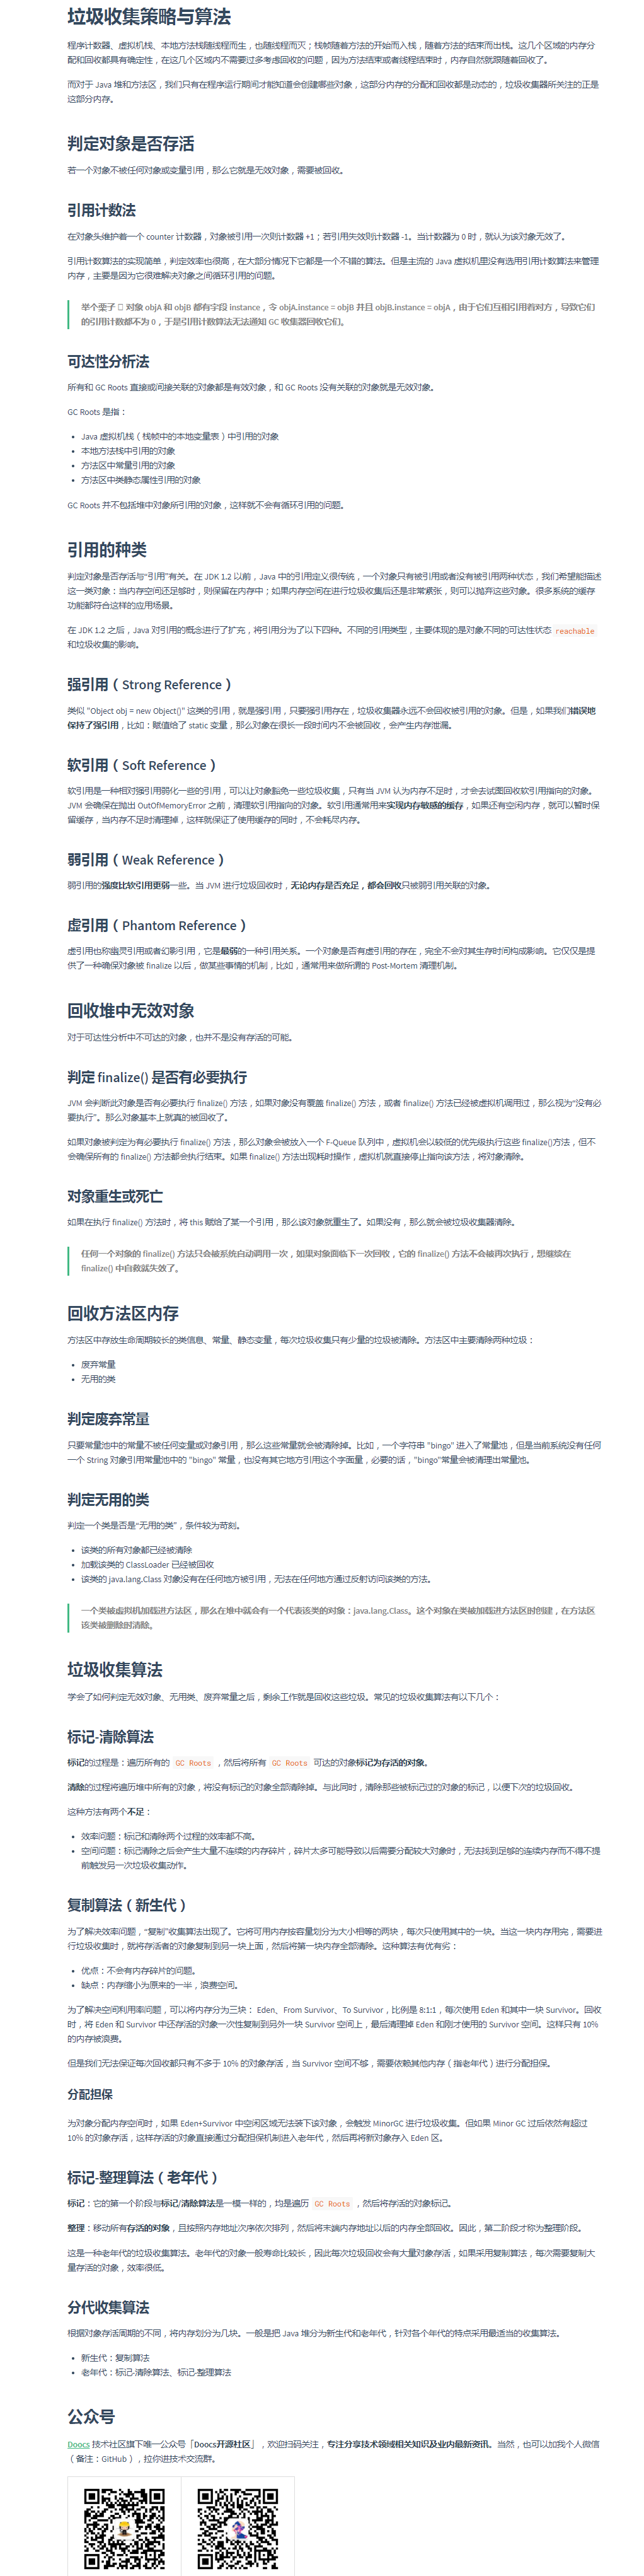 垃圾收集策略与算法
程序计数器、虚拟机栈、本地方法栈随线程而生，也随线程而灭；栈帧随着方法的开始而入栈，随着方法的结束而出栈。这几个区域的内存分
配和回收都具有确定性，在这几个区域内不需要过多考虑回收的问题，因为方法结束或者线程结束时，内存自然就跟随着回收了。
而对于 Java 堆和方法区，我们只有在程序运行期间才能知道会创建哪些对象，这部分内存的分配和回收都是动态的，垃圾收集器所关注的正是
这部分内存。
判定对象是否存活
若一个对象不被任何对象或变量引用，那么它就是无效对象，需要被回收。
引用计数法
在对象头维护着一个 counter 计数器，对象被引用一次则计数器 +1；若引用失效则计数器 -1。当计数器为 0 时，就认为该对象无效了。
引用计数算法的实现简单，判定效率也很高，在大部分情况下它都是一个不错的算法。但是主流的 Java 虚拟机里没有选用引用计数算法来管理
内存，主要是因为它很难解决对象之间循环引用的问题。
举个栗子 对象 objA 和 objB 都有字段 instance，令 objA.instance = objB 并且 objB.instance = objA，由于它们互相引用着对方，导致它们
的引用计数都不为 0，于是引用计数算法无法通知 GC 收集器回收它们。
可达性分析法
所有和 GC Roots 直接或间接关联的对象都是有效对象，和 GC Roots 没有关联的对象就是无效对象。
GC Roots 是指：
• Java 虚拟机栈（栈帧中的本地变量表）中引用的对象
• 本地方法栈中引用的对象
• 方法区中常量引用的对象
• 方法区中类静态属性引用的对象
GC Roots 并不包括堆中对象所引用的对象，这样就不会有循环引用的问题。
引用的种类
判定对象是否存活与“引用”有关。在 JDK 1.2 以前，Java 中的引用定义很传统，一个对象只有被引用或者没有被引用两种状态，我们希望能描述
这一类对象：当内存空间还足够时，则保留在内存中；如果内存空间在进行垃圾收集后还是非常紧张，则可以抛弃这些对象。很多系统的缓存
功能都符合这样的应用场景。
在 JDK 1.2 之后，Java 对引用的概念进行了扩充，将引用分为了以下四种。不同的引用类型，主要体现的是对象不同的可达性状态 reachable
和垃圾收集的影响。
强引用（Strong Reference）
类似 "Object obj = new Object()" 这类的引用，就是强引用，只要强引用存在，垃圾收集器永远不会回收被引用的对象。但是，如果我们错误地
保持了强引用，比如：赋值给了 static 变量，那么对象在很长一段时间内不会被回收，会产生内存泄漏。
软引用（Soft Reference）
软引用是一种相对强引用弱化一些的引用，可以让对象豁免一些垃圾收集，只有当 JVM 认为内存不足时，才会去试图回收软引用指向的对象。
JVM 会确保在抛出 OutOfMemoryError 之前，清理软引用指向的对象。软引用通常用来实现内存敏感的缓存，如果还有空闲内存，就可以暂时保
留缓存，当内存不足时清理掉，这样就保证了使用缓存的同时，不会耗尽内存。
弱引用（Weak Reference）
弱引用的强度比软引用更弱一些。当 JVM 进行垃圾回收时，无论内存是否充足，都会回收只被弱引用关联的对象。
虚引用（Phantom Reference）
虚引用也称幽灵引用或者幻影引用，它是最弱的一种引用关系。一个对象是否有虚引用的存在，完全不会对其生存时间构成影响。它仅仅是提
供了一种确保对象被 finalize 以后，做某些事情的机制，比如，通常用来做所谓的 Post-Mortem 清理机制。
回收堆中无效对象
对于可达性分析中不可达的对象，也并不是没有存活的可能。
判定 finalize() 是否有必要执行
JVM 会判断此对象是否有必要执行 finalize() 方法，如果对象没有覆盖 finalize() 方法，或者 finalize() 方法已经被虚拟机调用过，那么视为“没有必
要执行”。那么对象基本上就真的被回收了。
如果对象被判定为有必要执行 finalize() 方法，那么对象会被放入一个 F-Queue 队列中，虚拟机会以较低的优先级执行这些 finalize()方法，但不
会确保所有的 finalize() 方法都会执行结束。如果 finalize() 方法出现耗时操作，虚拟机就直接停止指向该方法，将对象清除。
对象重生或死亡
如果在执行 finalize() 方法时，将 this 赋给了某一个引用，那么该对象就重生了。如果没有，那么就会被垃圾收集器清除。
任何一个对象的 finalize() 方法只会被系统自动调用一次，如果对象面临下一次回收，它的 finalize() 方法不会被再次执行，想继续在
finalize() 中自救就失效了。
回收方法区内存
方法区中存放生命周期较长的类信息、常量、静态变量，每次垃圾收集只有少量的垃圾被清除。方法区中主要清除两种垃圾：
• 废弃常量
• 无用的类
判定废弃常量
只要常量池中的常量不被任何变量或对象引用，那么这些常量就会被清除掉。比如，一个字符串 "bingo" 进入了常量池，但是当前系统没有任何
一个 String 对象引用常量池中的 "bingo" 常量，也没有其它地方引用这个字面量，必要的话，"bingo"常量会被清理出常量池。
判定无用的类
判定一个类是否是“无用的类”，条件较为苛刻。
• 该类的所有对象都已经被清除
• 加载该类的 ClassLoader 已经被回收
• 该类的 java.lang.Class 对象没有在任何地方被引用，无法在任何地方通过反射访问该类的方法。
一个类被虚拟机加载进方法区，那么在堆中就会有一个代表该类的对象：java.lang.Class。这个对象在类被加载进方法区时创建，在方法区
该类被删除时清除。
垃圾收集算法
学会了如何判定无效对象、无用类、废弃常量之后，剩余工作就是回收这些垃圾。常见的垃圾收集算法有以下几个：
标记-清除算法
标记的过程是：遍历所有的 GC Roots ，然后将所有 GC Roots 可达的对象标记为存活的对象。
清除的过程将遍历堆中所有的对象，将没有标记的对象全部清除掉。与此同时，清除那些被标记过的对象的标记，以便下次的垃圾回收。
这种方法有两个不足：
• 效率问题：标记和清除两个过程的效率都不高。
• 空间问题：标记清除之后会产生大量不连续的内存碎片，碎片太多可能导致以后需要分配较大对象时，无法找到足够的连续内存而不得不提
前触发另一次垃圾收集动作。
复制算法（新生代）
为了解决效率问题，“复制”收集算法出现了。它将可用内存按容量划分为大小相等的两块，每次只使用其中的一块。当这一块内存用完，需要进
行垃圾收集时，就将存活者的对象复制到另一块上面，然后将第一块内存全部清除。这种算法有优有劣：
• 优点：不会有内存碎片的问题。
• 缺点：内存缩小为原来的一半，浪费空间。
为了解决空间利用率问题，可以将内存分为三块： Eden、From Survivor、To Survivor，比例是 8:1:1，每次使用 Eden 和其中一块 Survivor。回收
时，将 Eden 和 Survivor 中还存活的对象一次性复制到另外一块 Survivor 空间上，最后清理掉 Eden 和刚才使用的 Survivor 空间。这样只有 10%
的内存被浪费。
但是我们无法保证每次回收都只有不多于 10% 的对象存活，当 Survivor 空间不够，需要依赖其他内存（指老年代）进行分配担保。
分配担保
为对象分配内存空间时，如果 Eden+Survivor 中空闲区域无法装下该对象，会触发 MinorGC 进行垃圾收集。但如果 Minor GC 过后依然有超过
10% 的对象存活，这样存活的对象直接通过分配担保机制进入老年代，然后再将新对象存入 Eden 区。
标记-整理算法（老年代）
标记：它的第一个阶段与标记/清除算法是一模一样的，均是遍历 GC Roots ，然后将存活的对象标记。
整理：移动所有存活的对象，且按照内存地址次序依次排列，然后将末端内存地址以后的内存全部回收。因此，第二阶段才称为整理阶段。
这是一种老年代的垃圾收集算法。老年代的对象一般寿命比较长，因此每次垃圾回收会有大量对象存活，如果采用复制算法，每次需要复制大
量存活的对象，效率很低。
分代收集算法
根据对象存活周期的不同，将内存划分为几块。一般是把 Java 堆分为新生代和老年代，针对各个年代的特点采用最适当的收集算法。
• 新生代：复制算法
• 老年代：标记-清除算法、标记-整理算法
公众号
Doocs 技术社区旗下唯一公众号「Doocs开源社区」，欢迎扫码关注，专注分享技术领域相关知识及业内最新资讯。当然，也可以加我个人微信
（备注：GitHub），拉你进技术交流群。